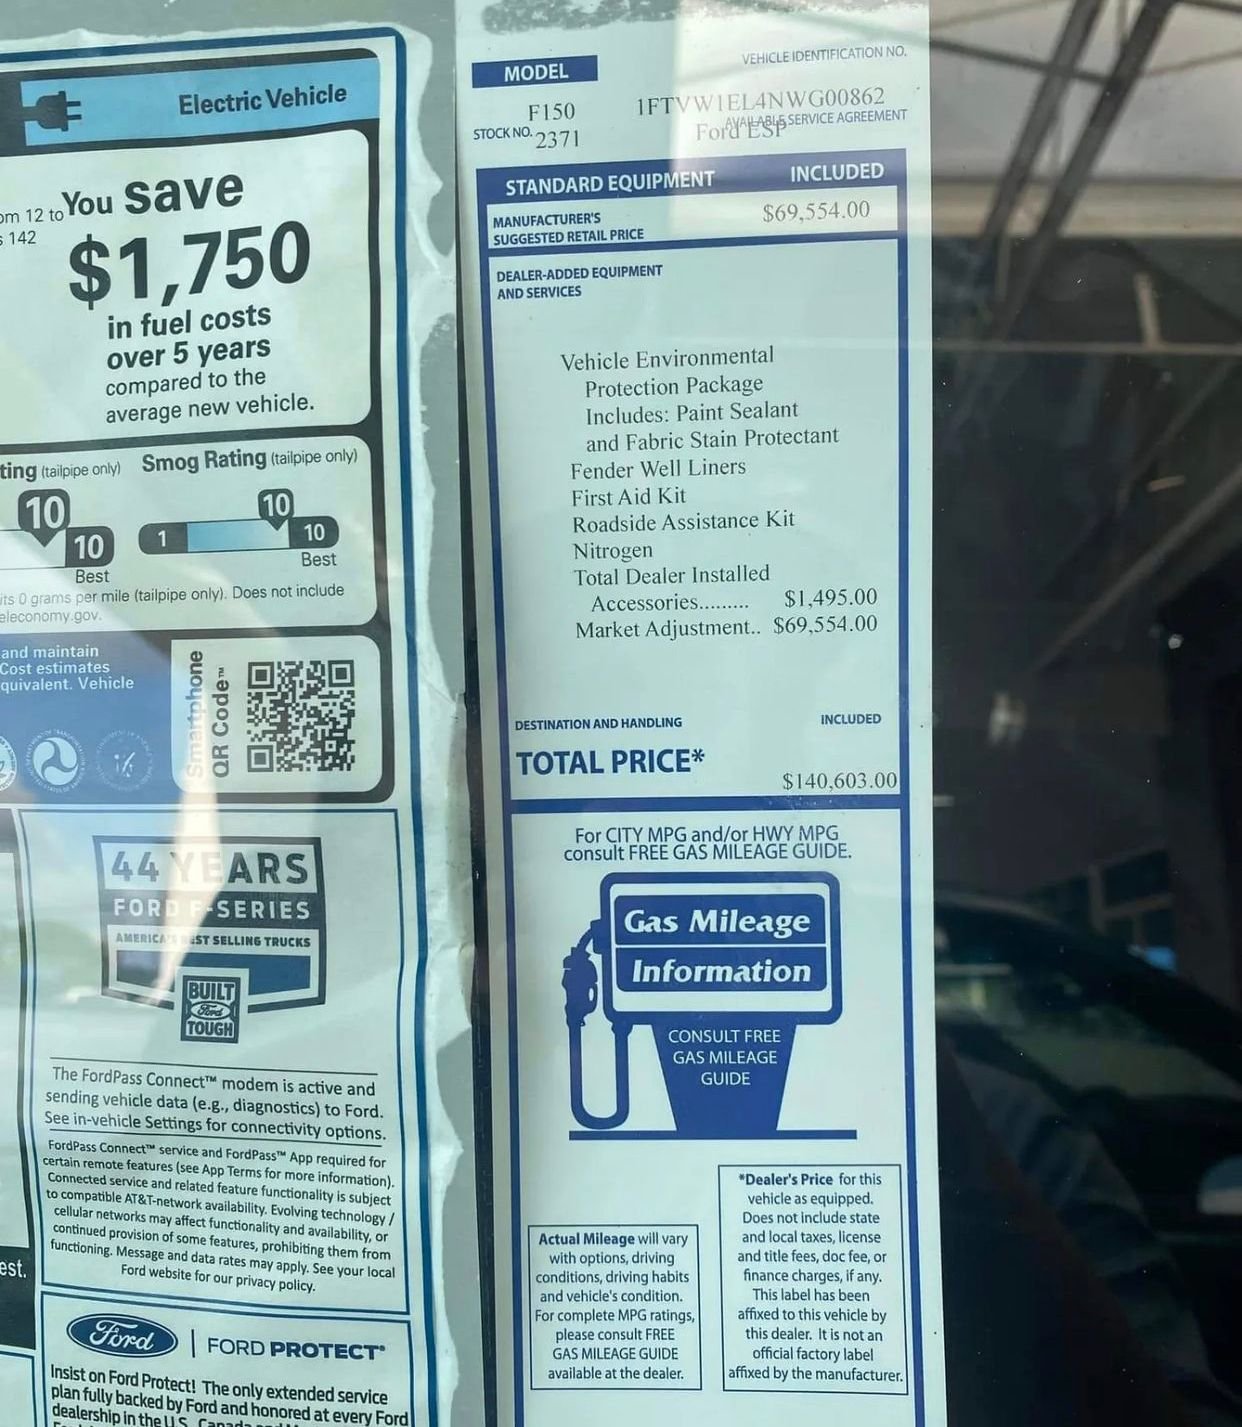 Electric Vehicle
om 12 to
s 142
You save
$1,750
in fuel costs
over 5 years
compared to the
average new vehicle.
ting (tailpipe only)
Smog Rating (tailpipe only)
10
10
Best
10
1
10
Best
its 0 grams per mile (tailpipe only). Does not include
eleconomy.gov.
and maintain
Cost estimates
quivalent. Vehicle
Smartphone
QR Code™
44 YEARS
FORD F-SERIES
AMERICA'S ST SELLING TRUCKS
BUILT
Ford
TOUGH
The FordPass Connect™ modem is active and
sending vehicle data (e.g., diagnostics) to Ford.
See in-vehicle Settings for connectivity options.
FordPass Connect™ service and FordPass™ App required for
certain remote features (see App Terms for more information).
Connected service and related feature functionality is subject
to compatible AT&T-network availability. Evolving technology /
cellular networks may affect functionality and availability, or
continued provision of some features, prohibiting them from
functioning. Message and data rates may apply. See your local
Ford website for our privacy policy.
est.
Ford
FORD PROTECT
Insist on Ford Protect! The only extended service
plan fully backed by Ford and honored at every Ford
dealership in the U.S., Canada
MODEL
VEHICLE IDENTIFICATION NO.
F150
1FTVW1EL4NWG00862
STOCK NO. 2371
AVAILABLE SERVICE AGREEMENT
Ford ESP
STANDARD EQUIPMENT INCLUDED
MANUFACTURER'S
SUGGESTED RETAIL PRICE
$69,554.00
DEALER-ADDED EQUIPMENT
AND SERVICES
Vehicle Environmental
Protection Package
Includes: Paint Sealant
and Fabric Stain Protectant
Fender Well Liners
First Aid Kit
Roadside Assistance Kit
Nitrogen
Total Dealer Installed
Accessories......... $1,495.00
Market Adjustment.. $69,554.00
DESTINATION AND HANDLING INCLUDED
TOTAL PRICE*
$140,603.00
For CITY MPG and/or HWY MPG
consult FREE GAS MILEAGE GUIDE.
Gas Mileage
Information
CONSULT FREE
GAS MILEAGE
GUIDE
Actual Mileage will vary
with options, driving
conditions, driving habits
and vehicle's condition.
For complete MPG ratings,
please consult FREE
GAS MILEAGE GUIDE
available at the dealer.
*Dealer's Price for this
vehicle as equipped.
Does not include state
and local taxes, license
and title fees, doc fee, or
finance charges, if any.
This label has been
affixed to this vehicle by
this dealer. It is not an
official factory label
affixed by the manufacturer.